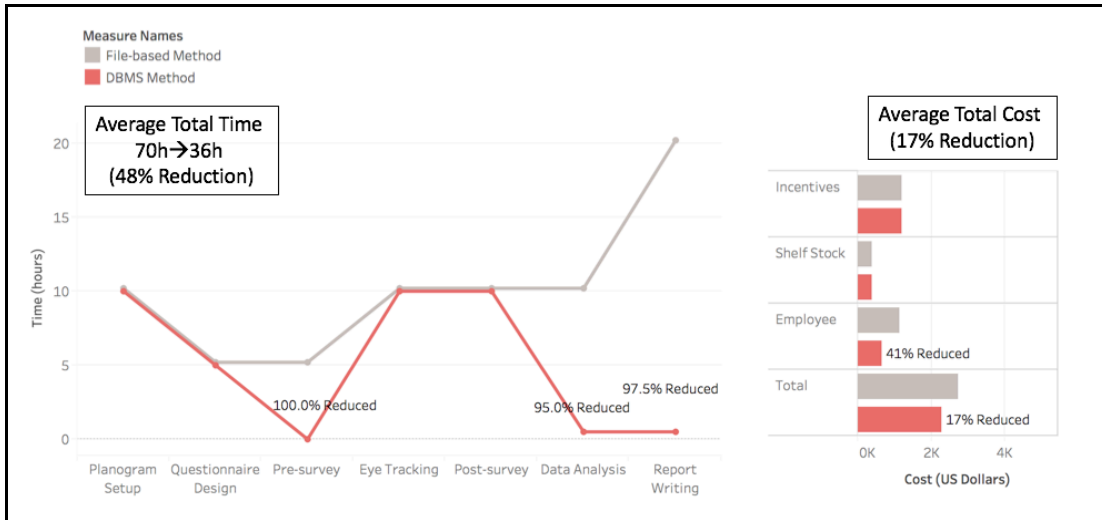 Measure Names
File-based Method
DBMS Method
Average Total Time
70h→36h
(48% Reduction)
20
15
10
5
0
Time (hours)
100.0% Reduced
95.0% Reduced
97.5% Reduced
Planogram
Setup
Questionnaire
Design
Pre-survey
Eye Tracking
Post-survey
Data Analysis
Report
Writing
Average Total Cost
(17% Reduction)
Incentives
Shelf Stock
Employee
41% Reduced
Total
17% Reduced
0K
2K
4K
Cost (US Dollars)